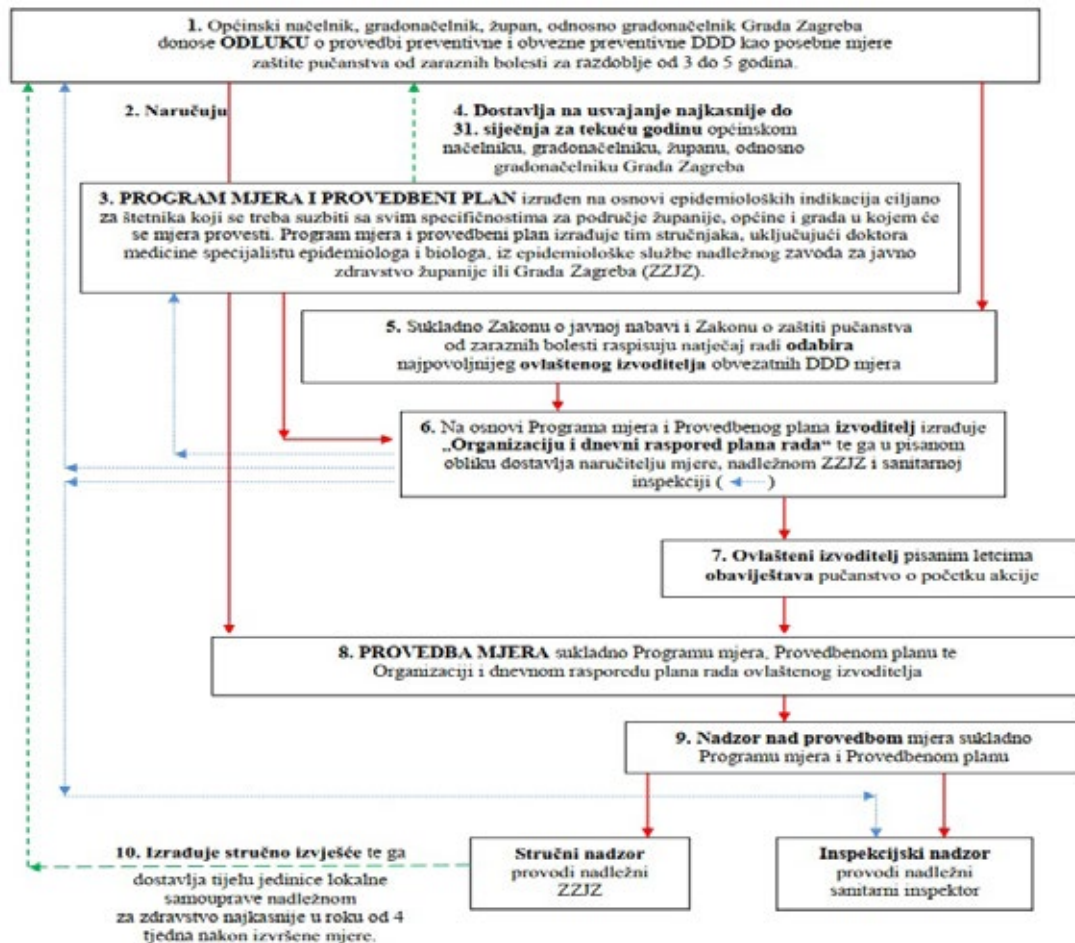 1. Općinski načelnik, gradonačelnik, župan, odnosno gradonačelnik Grada Zagreba
donose ODLUKU o provedbi preventivne i obvezne preventivne DDD kao posebne mjere
zaštite pučanstva od zaraznih bolesti za razdoblje od 3 do 5 godina.
2. Naručuju
4. Dostavlja na usvajanje najkasnije do
31. siječnja za tekuću godinu općinskom
načelniku, gradonačelniku, županu, odnosno
gradonačelniku Grada Zagreba
3. PROGRAM MJERA I PROVEDBENI PLAN izrađen na osnovi epidemioloških indikacija ciljano
za štetnika koji se treba suzbiti sa svim specifičnostima za područje županije, općine i grada u kojem će
se mjera provesti. Program mjera i provedbeni plan izrađuje tim stručnjaka, uključujući doktora
medicine specijalistu epidemiologa i biologa, iz epidemiološke službe nadležnog zavoda za javno
zdravstvo županije ili Grada Zagreba (ZZJZ).
5. Sukladno Zakonu o javnoj nabavi i Zakonu o zaštiti pučanstva
od zaraznih bolesti raspisuju natječaj radi odabira
najpovoljnijeg ovlaštenog izvoditelja obvezatnih DDD mjera
6. Na osnovi Programa mjera i Provedbenog plana izvoditelj izrađuje
„Organizaciju i dnevni raspored plana rada“ te ga u pisanom
obliku dostavlja naručitelju mjere, nadležnom ZZJZ i sanitarnoj
inspekciji ( )
7. Ovlašteni izvoditelj pisanim letcima
obaviještava pučanstvo o početku akcije
8. PROVEDBA MJERA sukladno Programu mjera, Provedbenom planu te
Organizaciji i dnevnom rasporedu plana rada ovlaštenog izvoditelja
9. Nadzor nad provedbom mjera sukladno
Programu mjera i Provedbenom planu
10. Izrađuje stručno izvješće te ga
dostavlja tijelu jedinice lokalne
samouprave nadležnom
za zdravstvo najkasnije u roku od 4
tjedna nakon izvršene mjere.
Stručni nadzor
provodi nadležni
ZZJZ
Inspekcijski nadzor
provodi nadležni
sanitarni inspektor